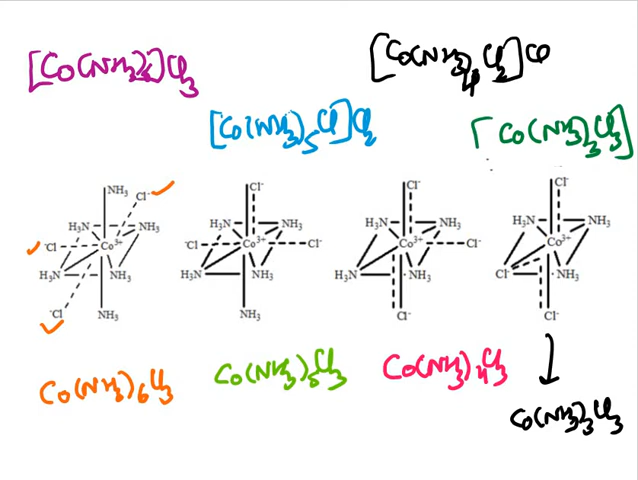 [Co(NH₃)₆]Cl₃
[Co(NH₃)₄Cl₂]Cl
[Co(NH₃)₅Cl]Cl₂
[Co(NH₃)₃Cl₃]
NH₃ Cl⁻
H₃N NH₃
⁻Cl Co³⁺
H₃N NH₃
⁻Cl NH₃
Cl⁻
H₃N NH₃
⁻Cl Co³⁺ Cl⁻
H₃N NH₃
NH₃
Cl⁻
H₃N NH₃
Co³⁺ Cl⁻
H₃N NH₃
Cl⁻
Cl⁻
H₃N NH₃
Co³⁺
Cl⁻ NH₃
Cl⁻
Co(NH₃)₆Cl₃
Co(NH₃)₅Cl₃
Co(NH₃)₄Cl₃
Co(NH₃)₃Cl₃